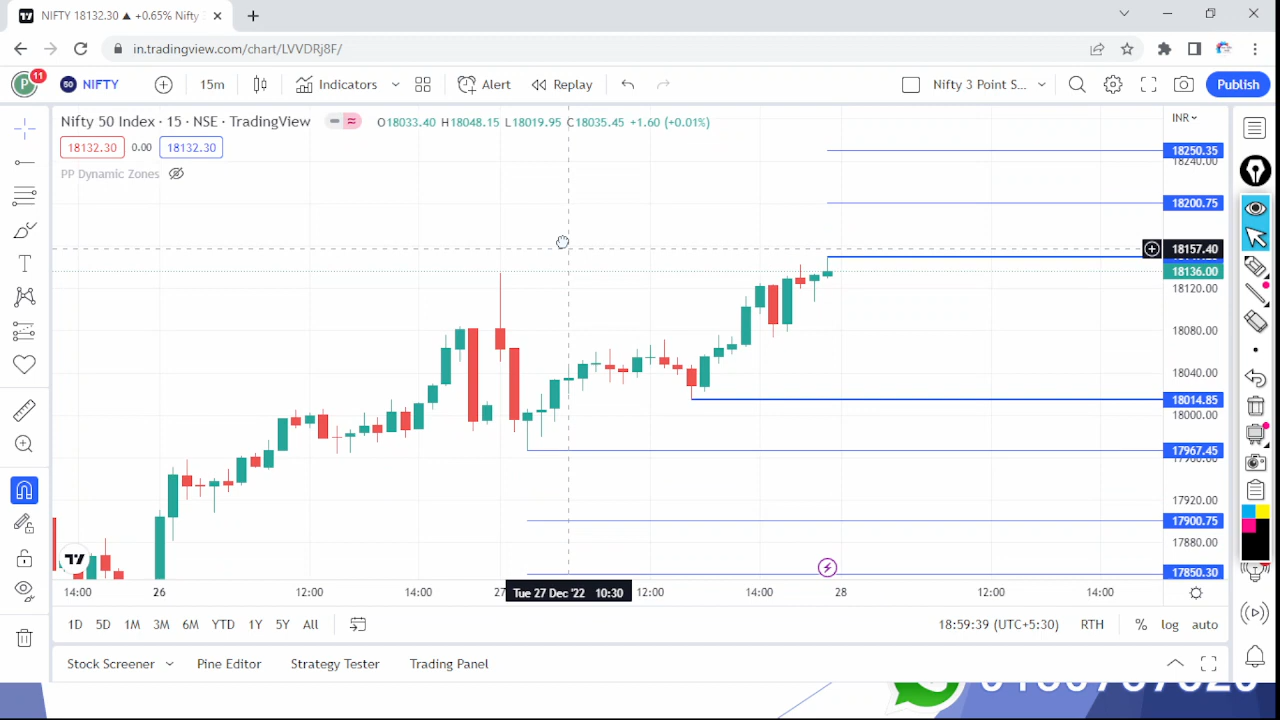 NIFTY 18132.30 ▲ +0.65% Nifty
in.tradingview.com/chart/LVVDRj8F/
P 11 50 NIFTY 15m Indicators Alert Replay Nifty 3 Point S... Publish
Nifty 50 Index · 15 · NSE · TradingView O18033.40 H18048.15 L18019.95 C18035.45 +1.60 (+0.01%) INR
18132.30 0.00 18132.30
PP Dynamic Zones
18250.35
18240.00
18200.75
18157.40
18136.00
18120.00
18080.00
18040.00
18014.85
18000.00
17967.45
17920.00
17900.75
17880.00
17850.30
14:00 26 12:00 14:00 27 Tue 27 Dec '22 10:30 12:00 14:00 28 12:00 14:00
1D 5D 1M 3M 6M YTD 1Y 5Y All 18:59:39 (UTC+5:30) RTH % log auto
Stock Screener Pine Editor Strategy Tester Trading Panel